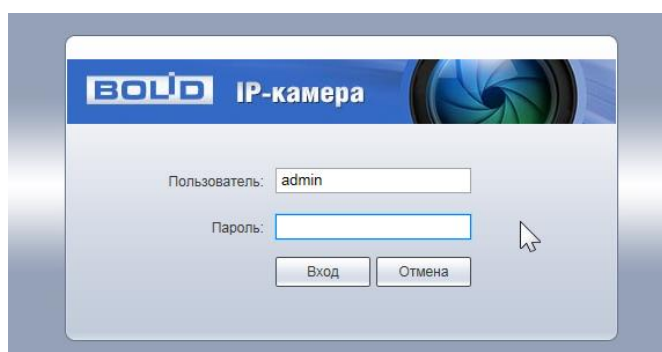 BOLID IP-камера
Пользователь: admin
Пароль:
Вход Отмена